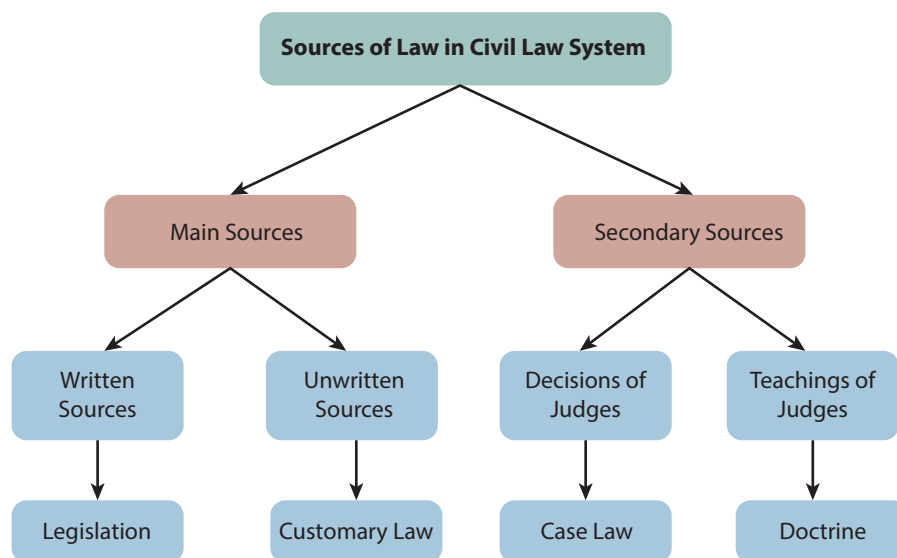 Sources of Law in Civil Law System
Main Sources
Secondary Sources
Written
Sources
Unwritten
Sources
Decisions of
Judges
Teachings of
Judges
Legislation
Customary Law
Case Law
Doctrine